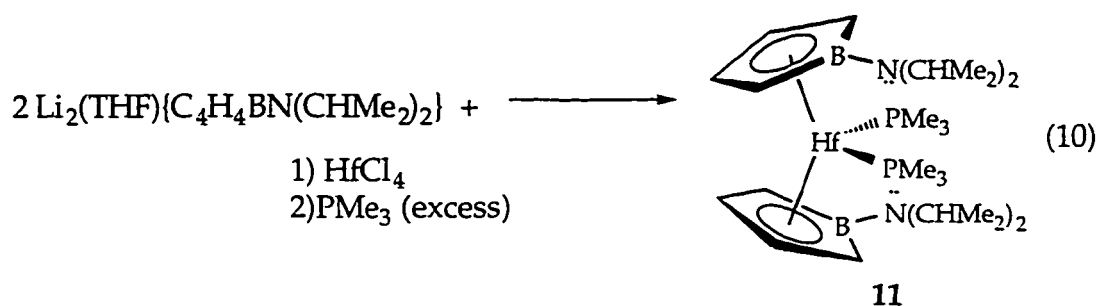 2 Li₂(THF){C₄H₄BN(CHMe₂)₂} +
1) HfCl₄
2)PMe₃ (excess)
B
N̤(CHMe₂)₂
PMe₃
Hf
PMe₃
B
N̈(CHMe₂)₂
11
(10)